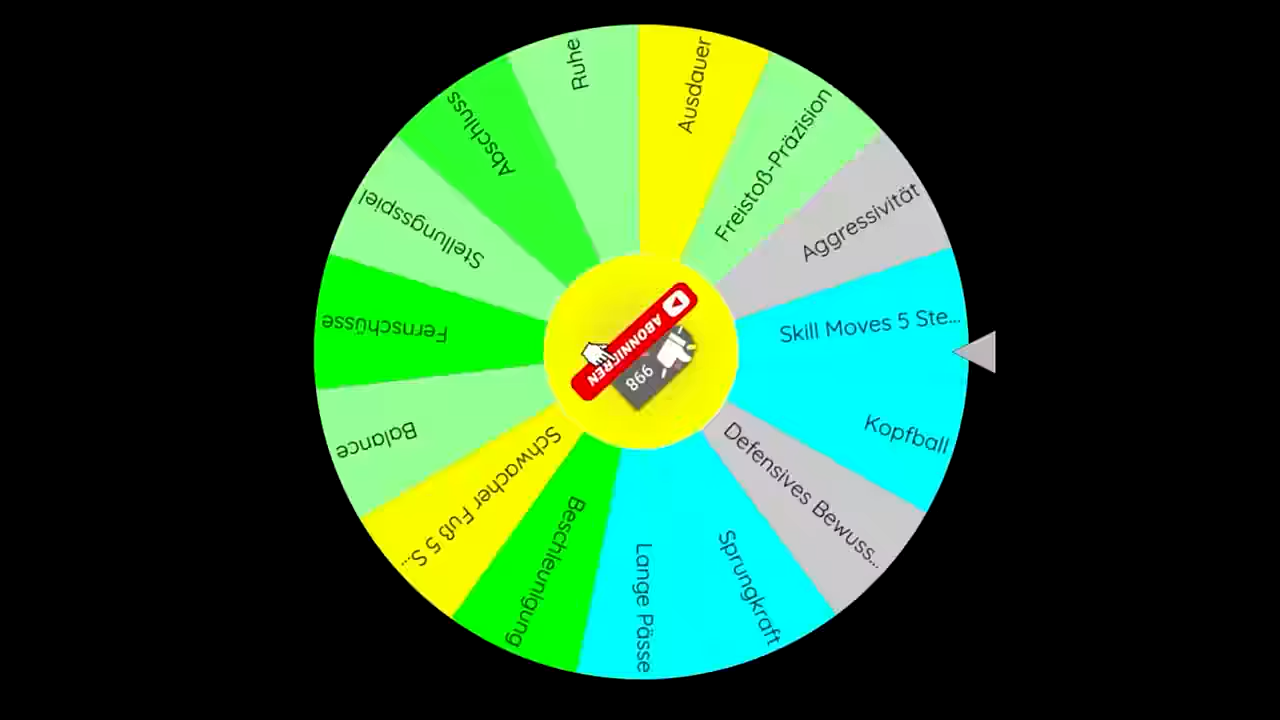 Ruhe
Ausdauer
Freistoß-Präzision
Aggressivität
Skill Moves 5 Ste...
Kopfball
Defensives Bewuss...
Sprungkraft
Lange Pässe
Beschleunigung
Schwacher Fuß 5 S...
Balance
Fernschüsse
Stellungsspiel
Abschluss
ABONNIEREN
998